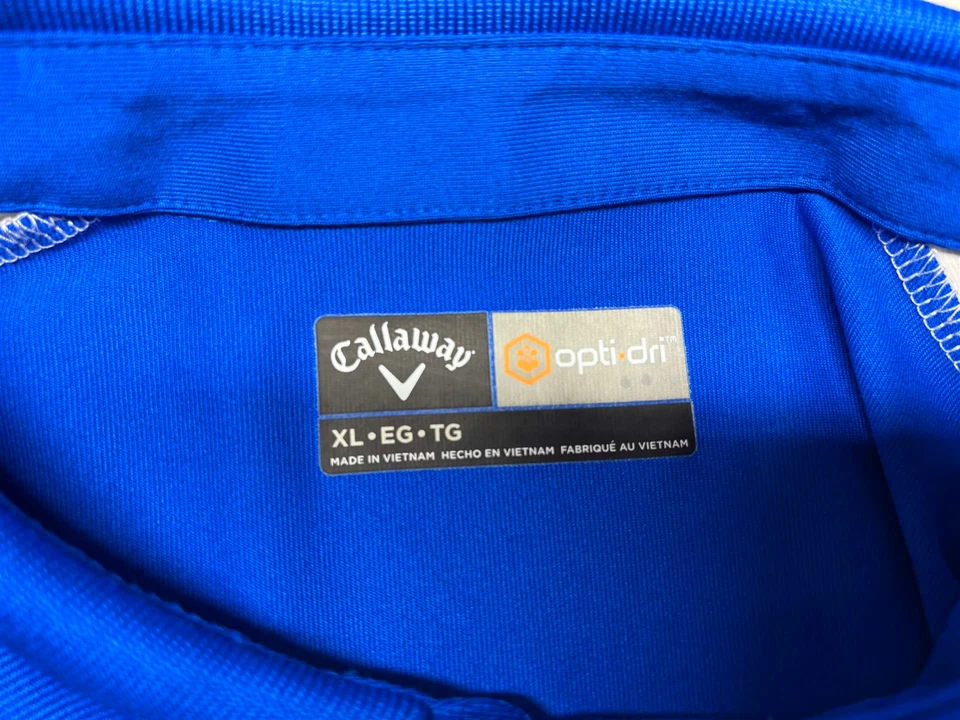 Callaway
opti·dri™
XL•EG•TG
MADE IN VIETNAM HECHO EN VIETNAM FABRIQUÉ AU VIETNAM